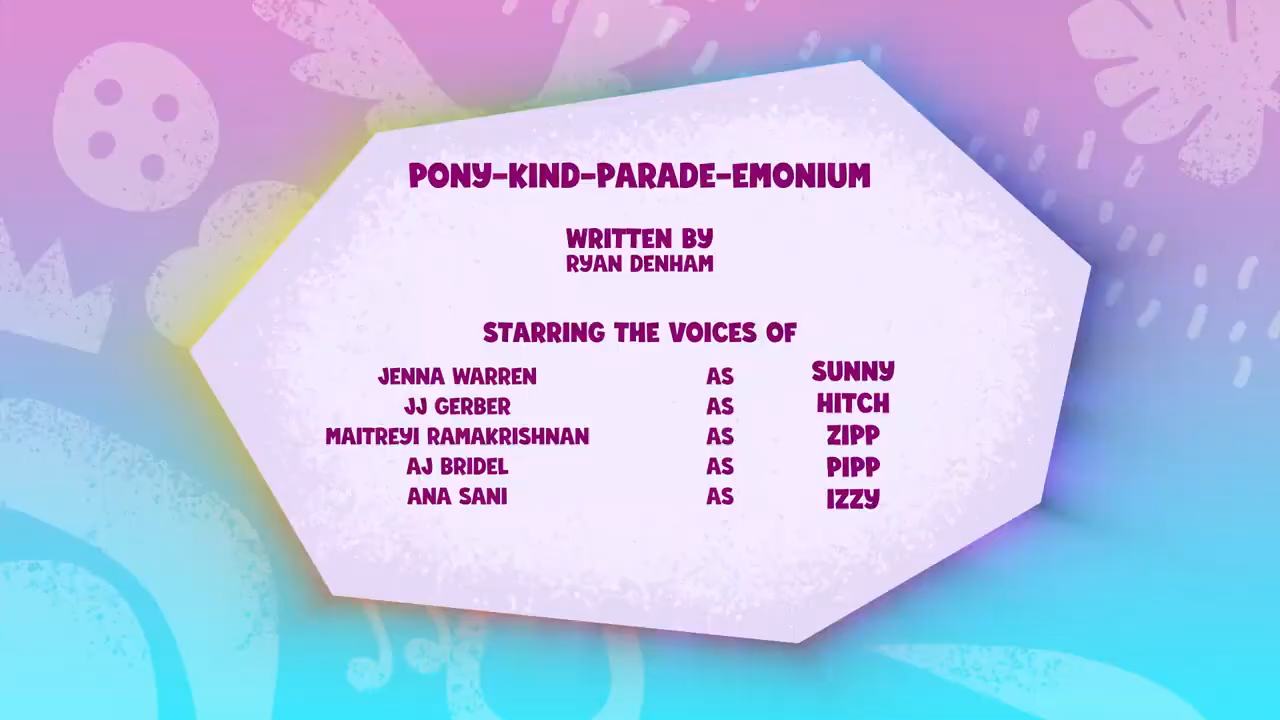 PONY-KIND-PARADE-EMONIUM
WRITTEN BY
RYAN DENHAM
STARRING THE VOICES OF
JENNA WARREN AS SUNNY
JJ GERBER AS HITCH
MAITREYI RAMAKRISHNAN AS ZIPP
AJ BRIDEL AS PIPP
ANA SANI AS IZZY